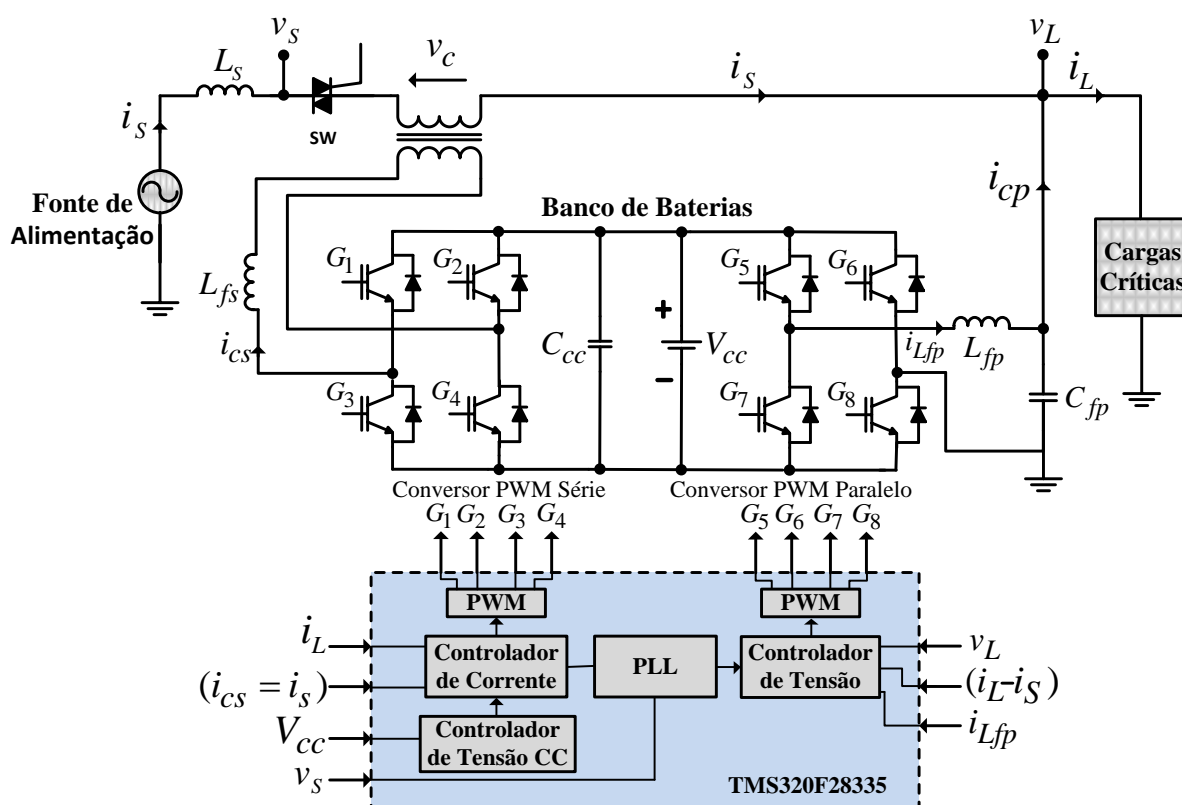 v_S
v_L
L_S
v_c
i_S
i_L
i_S
SW
i_cp
Fonte de
Alimentação
Banco de Baterias
Cargas
Críticas
G_1
G_2
G_5
G_6
L_fs
i_cs
C_cc
+
V_cc
−
i_Lfp
L_fp
G_3
G_4
G_7
G_8
C_fp
Conversor PWM Série
Conversor PWM Paralelo
G_1 G_2 G_3 G_4
G_5 G_6 G_7 G_8
PWM
PWM
i_L
Controlador
de Corrente
PLL
Controlador
de Tensão
v_L
(i_cs = i_s)
(i_L-i_S)
V_cc
Controlador
de Tensão CC
i_Lfp
v_S
TMS320F28335